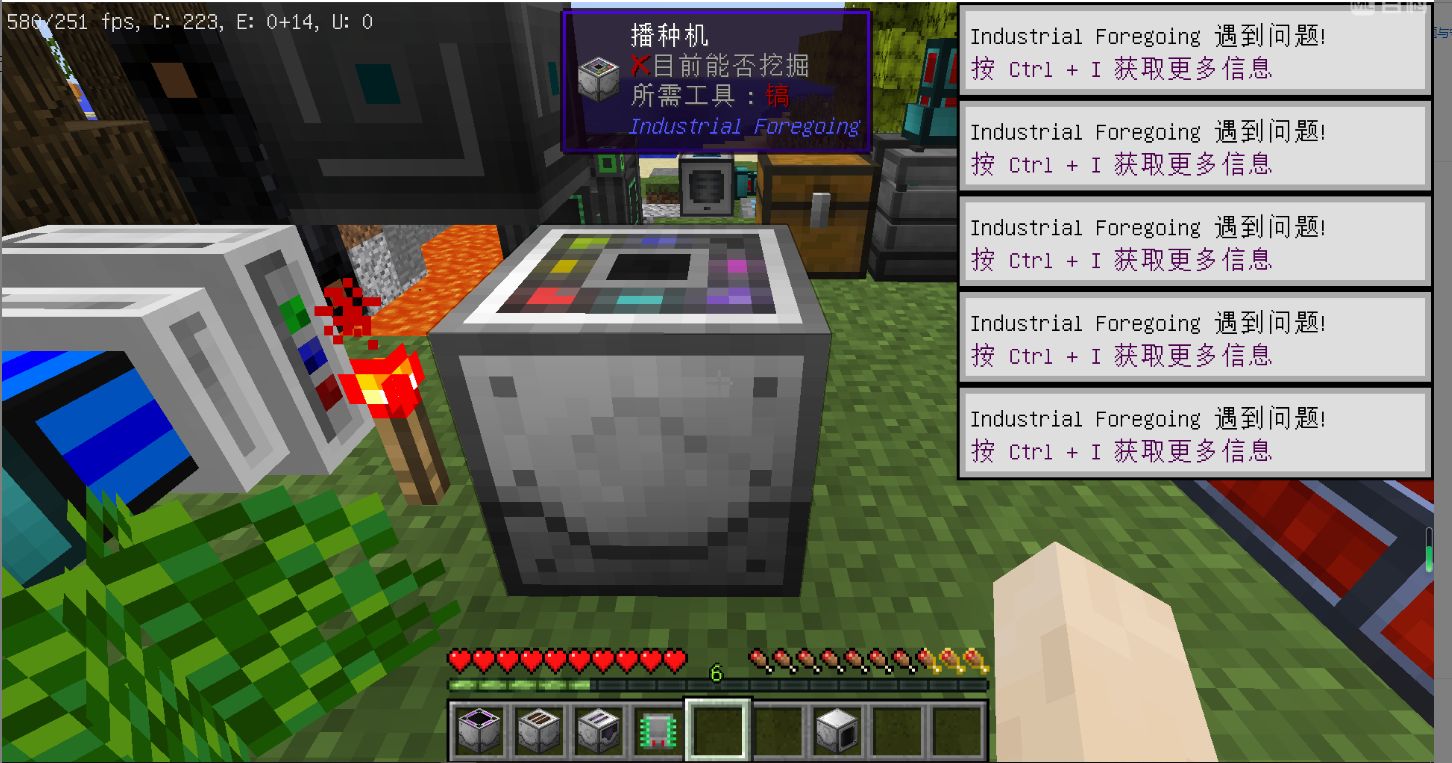 580/251 fps, C: 223, E: 0+14, U: 0
播种机
❌目前能否挖掘
所需工具：镐
Industrial Foregoing
Industrial Foregoing 遇到问题!
按 Ctrl + I 获取更多信息
Industrial Foregoing 遇到问题!
按 Ctrl + I 获取更多信息
Industrial Foregoing 遇到问题!
按 Ctrl + I 获取更多信息
Industrial Foregoing 遇到问题!
按 Ctrl + I 获取更多信息
Industrial Foregoing 遇到问题!
按 Ctrl + I 获取更多信息
6